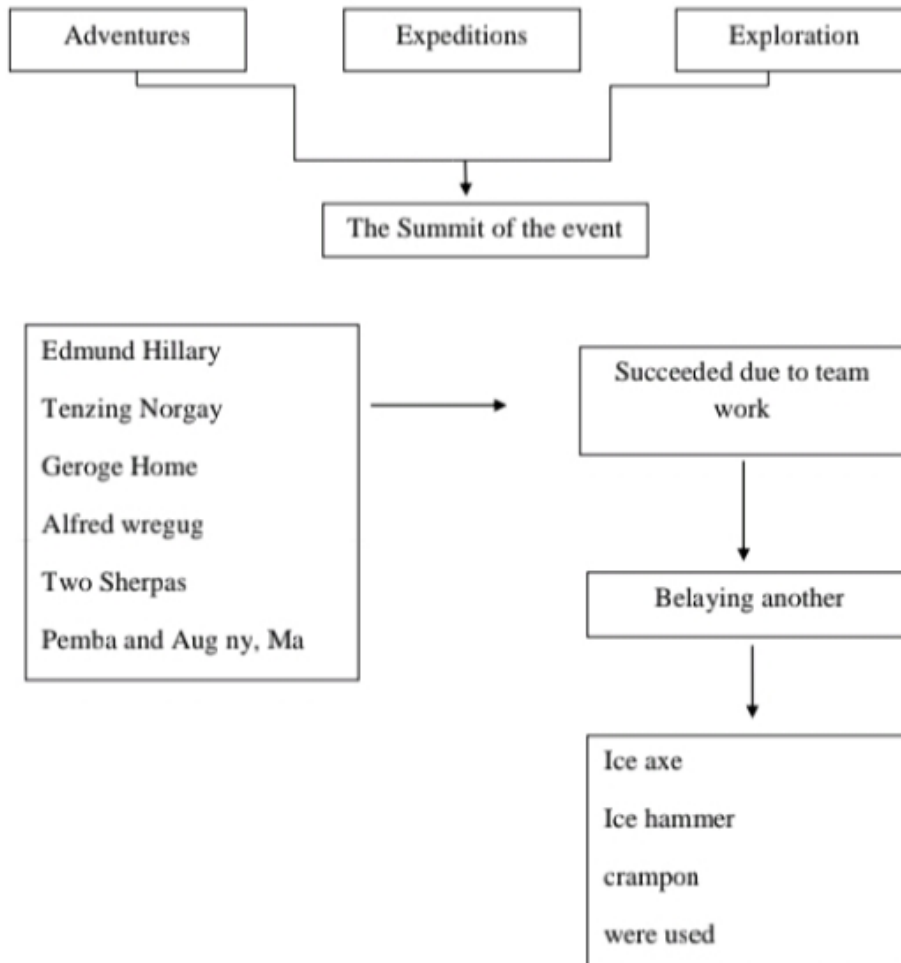 Adventures
Expeditions
Exploration
The Summit of the event
Edmund Hillary
Tenzing Norgay
Geroge Home
Alfred wregug
Two Sherpas
Pemba and Aug ny, Ma
Succeeded due to team
work
Belaying another
Ice axe
Ice hammer
crampon
were used